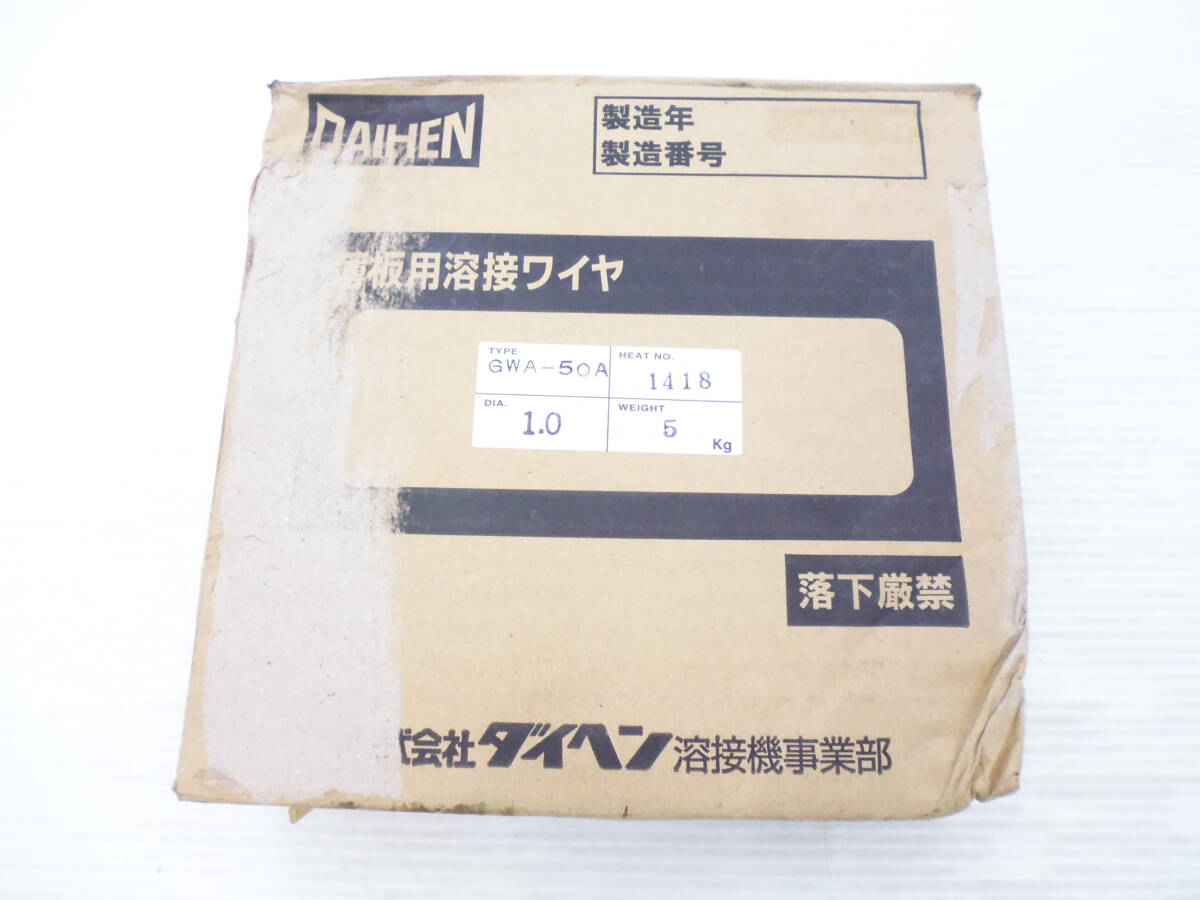 DAIHEN
製造年
製造番号
薄板用溶接ワイヤ
TYPE
GWA-50A
HEAT NO.
1418
DIA.
1.0
WEIGHT
5 Kg
落下厳禁
式会社ダイヘン溶接機事業部